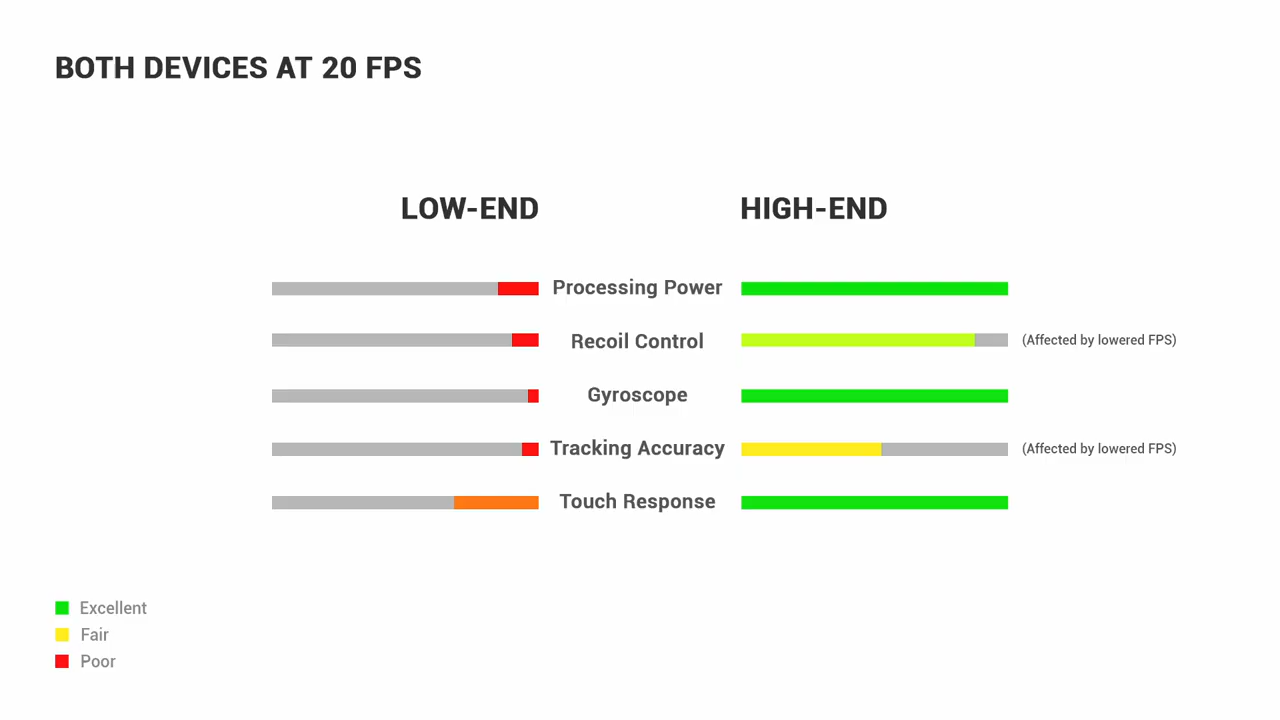 BOTH DEVICES AT 20 FPS
LOW-END
HIGH-END
Processing Power
Recoil Control
(Affected by lowered FPS)
Gyroscope
Tracking Accuracy
(Affected by lowered FPS)
Touch Response
Excellent
Fair
Poor